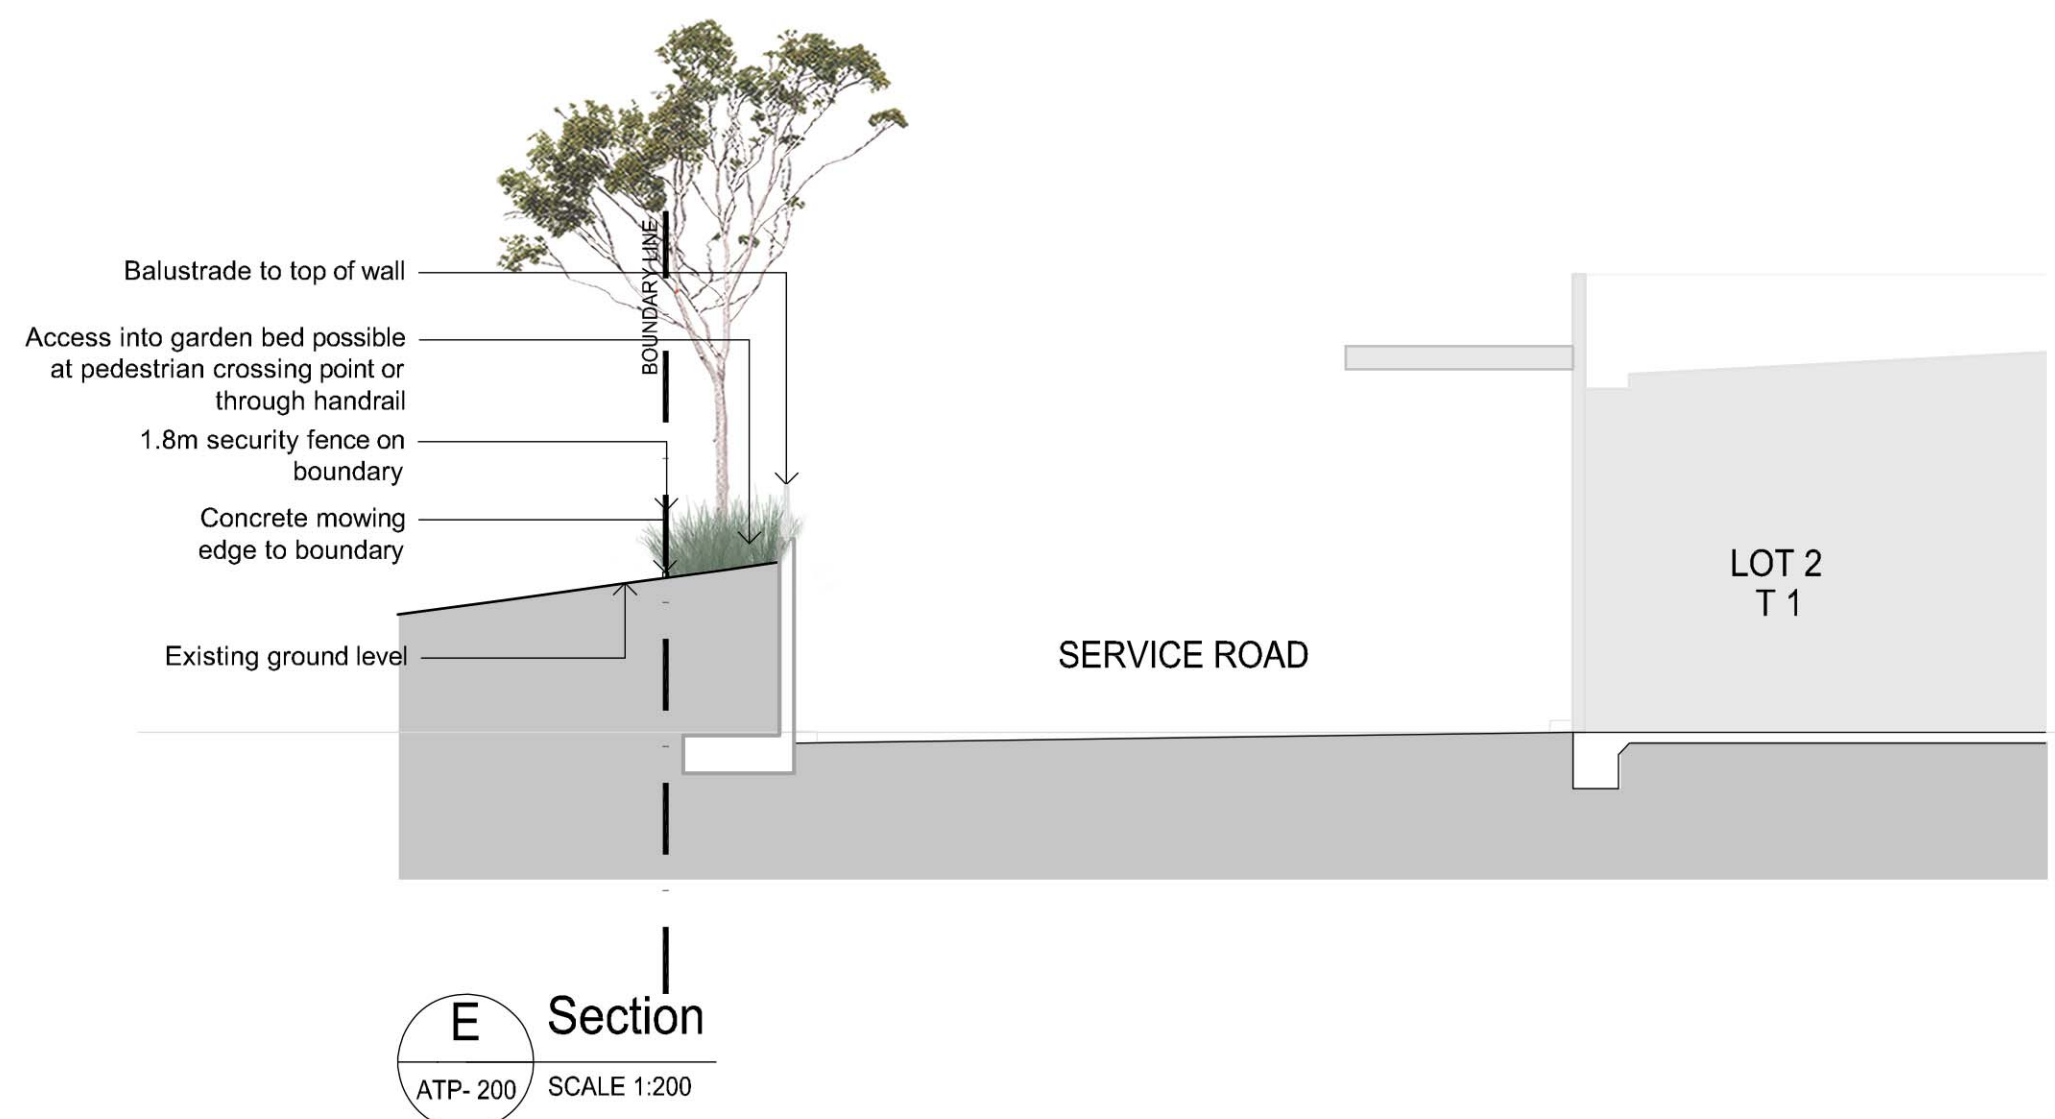 BOUNDARY LINE
Balustrade to top of wall
Access into garden bed possible
at pedestrian crossing point or
through handrail
1.8m security fence on
boundary
Concrete mowing
edge to boundary
Existing ground level
SERVICE ROAD
LOT 2
T 1
E
Section
ATP- 200
SCALE 1:200